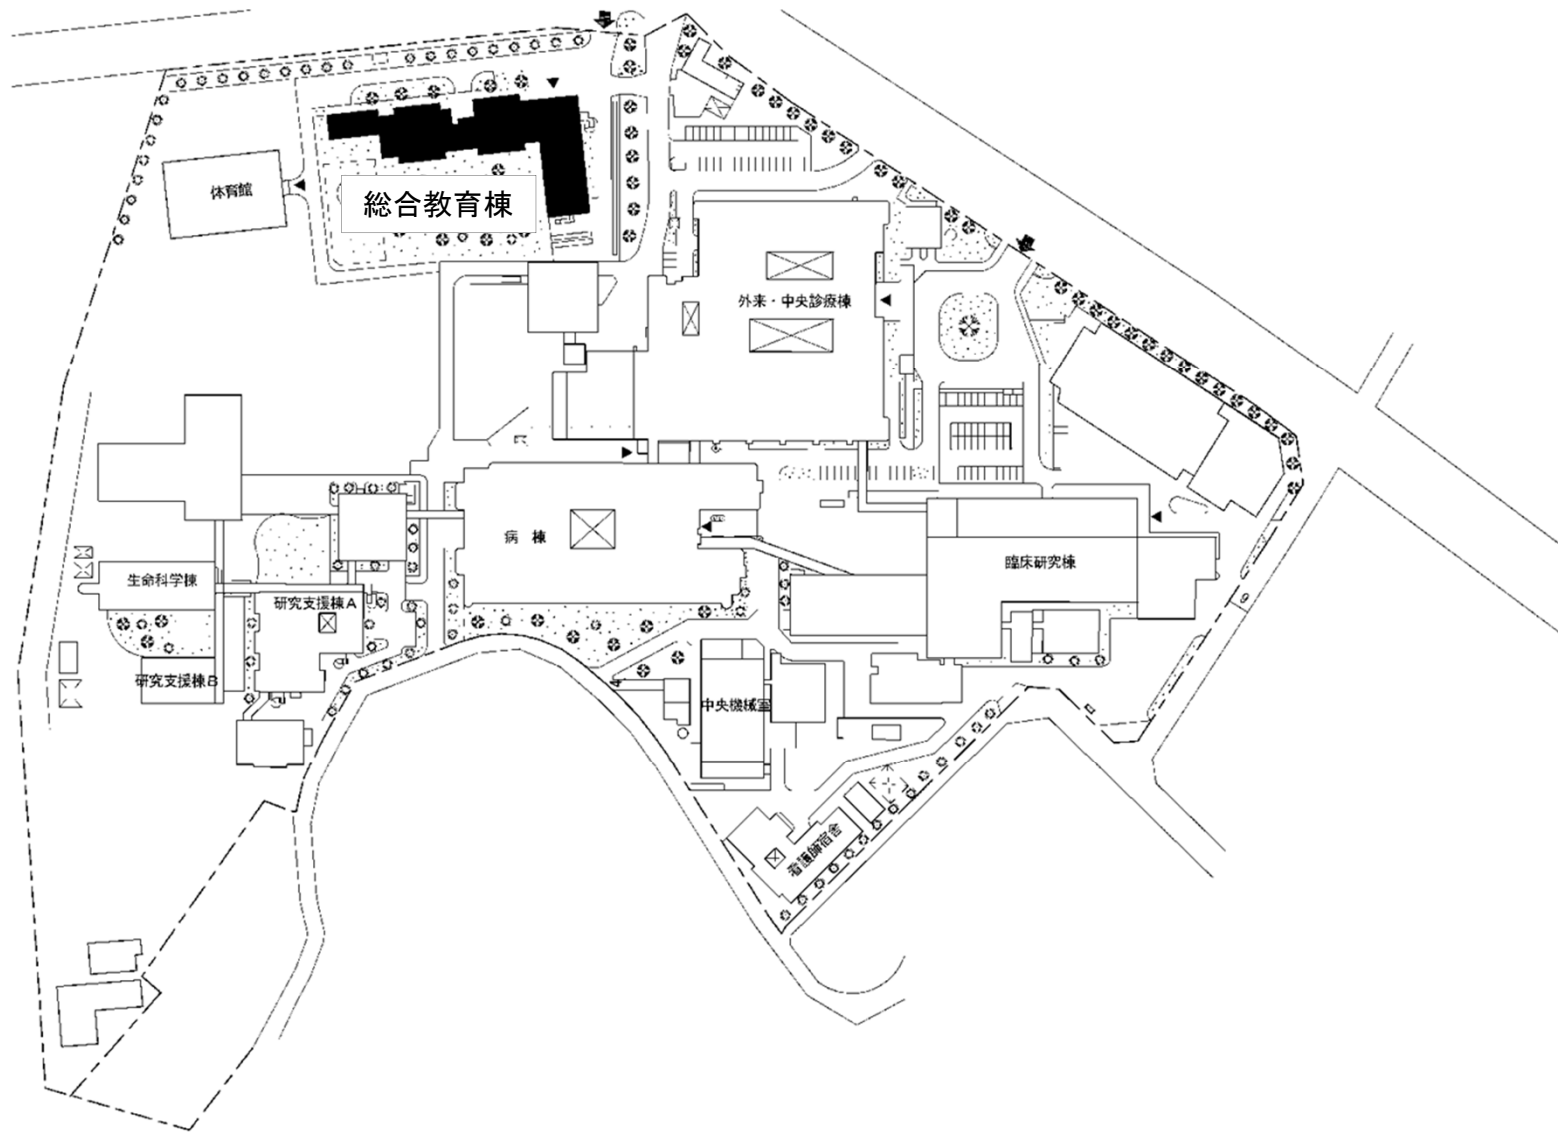 体育館
総合教育棟
外来・中央診療棟
病 棟
臨床研究棟
生命科学棟
研究支援棟A
研究支援棟B
中央機械室
看護師宿舎